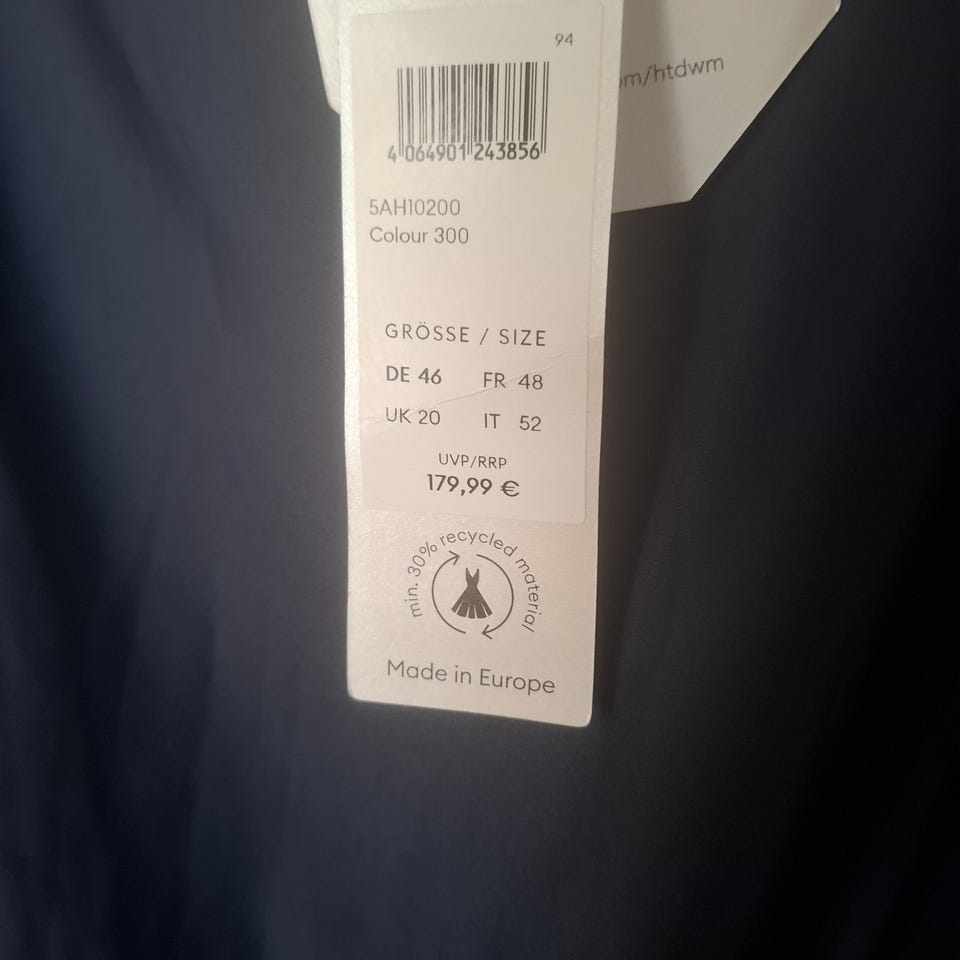 94
om/htdwm
4 064901 243856
5AH10200
Colour 300
GRÖSSE / SIZE
DE 46 FR 48
UK 20 IT 52
UVP/RRP
179,99 €
min. 30% recycled material
Made in Europe